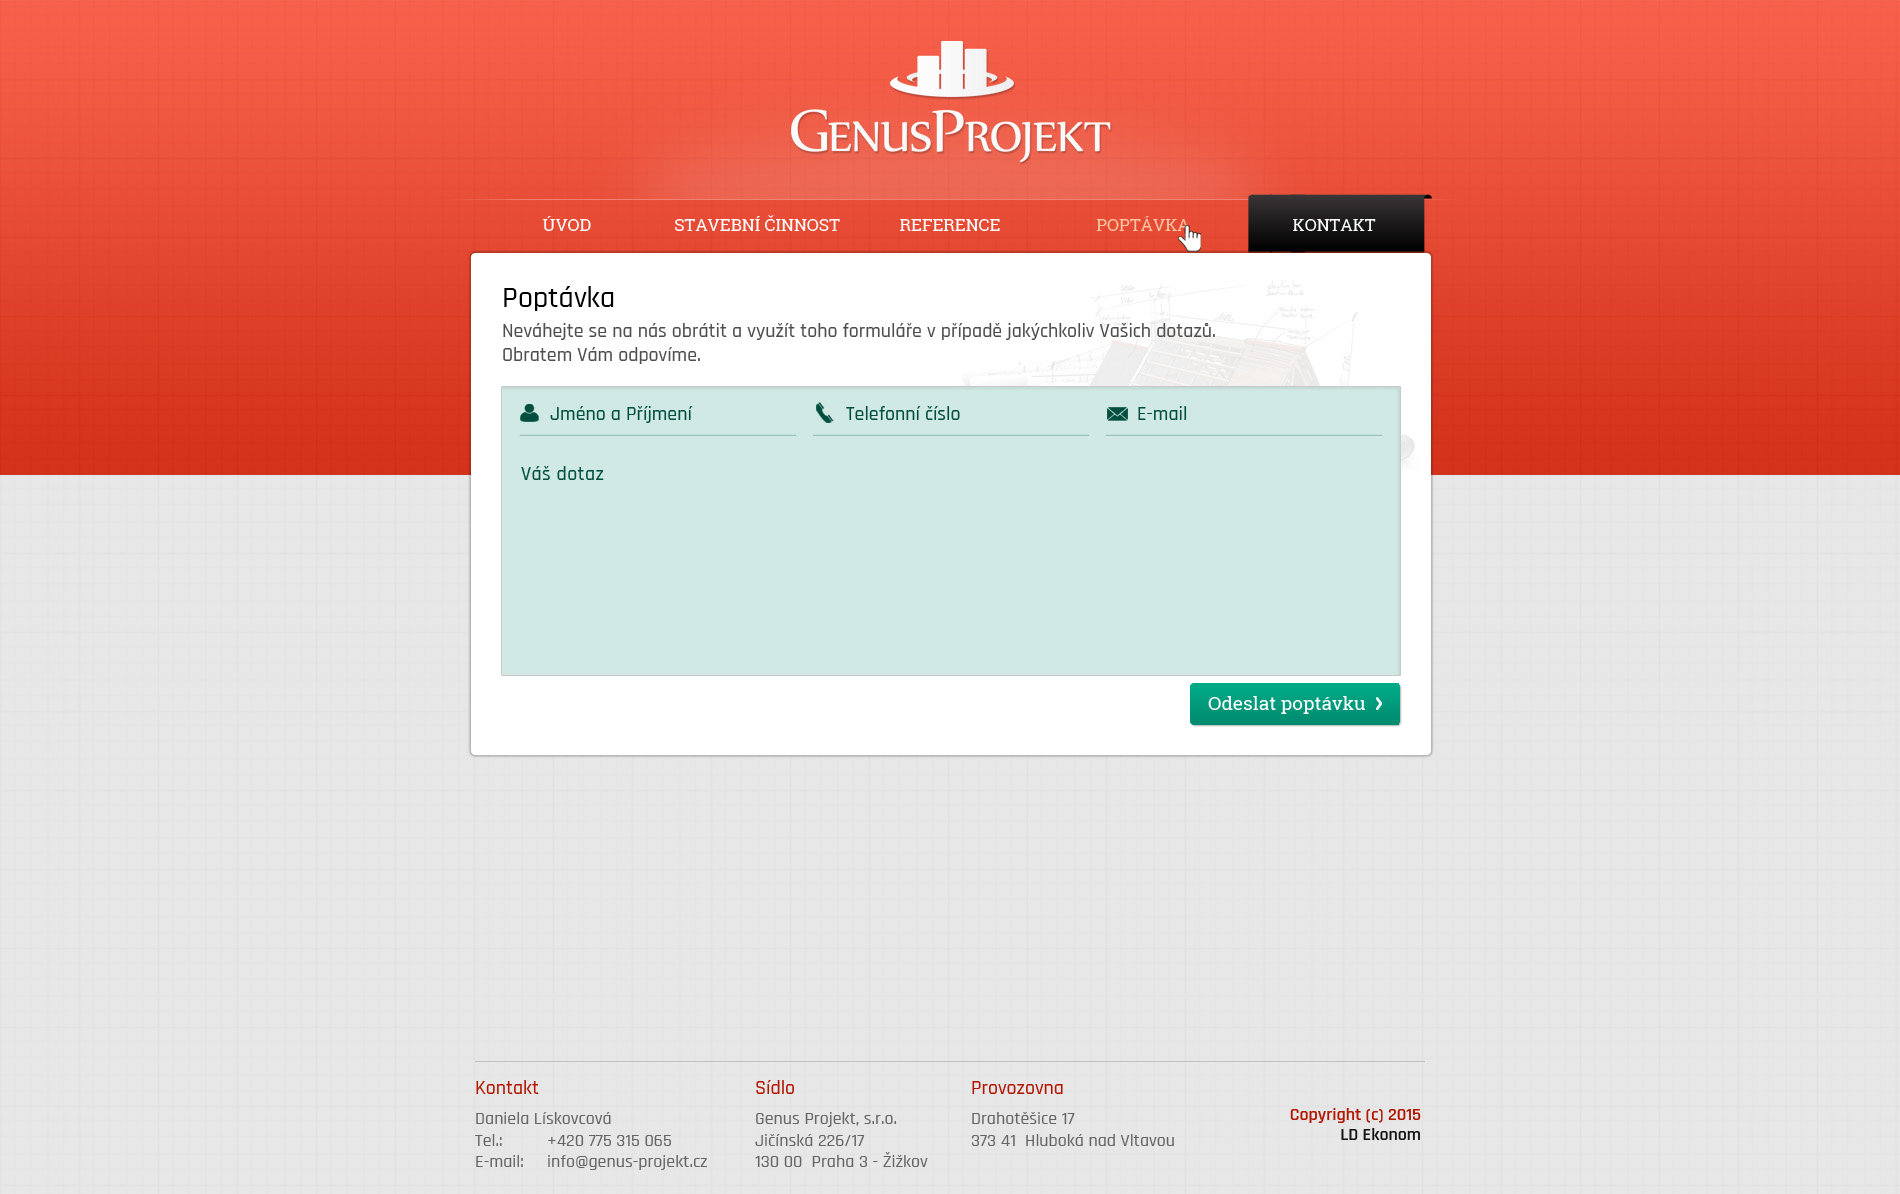 GENUSPROJEKT
ÚVOD
STAVEBNÍ ČINNOST
REFERENCE
POPTÁVKA
KONTAKT
Poptávka
Neváhejte se na nás obrátit a využít toho formuláře v případě jakýchkoliv Vašich dotazů.
Obratem Vám odpovíme.
Jméno a Příjmení
Telefonní číslo
E-mail
Váš dotaz
Odeslat poptávku
Kontakt
Daniela Lískovcová
Tel.: +420 775 315 065
E-mail: info@genus-projekt.cz
Sídlo
Genus Projekt, s.r.o.
Jičínská 226/17
130 00 Praha 3 - Žižkov
Provozovna
Drahotěšice 17
373 41 Hluboká nad Vltavou
Copyright (c) 2015
LD Ekonom